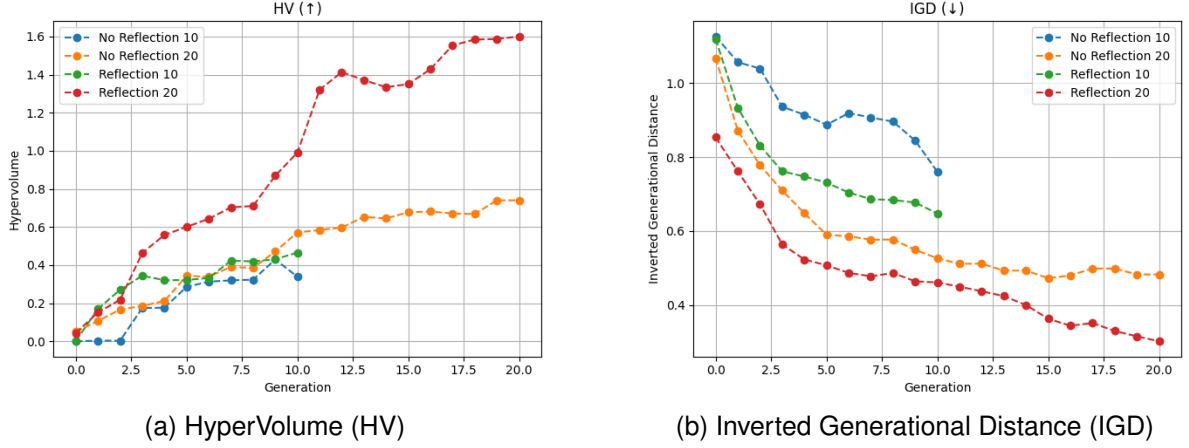 HV (↑)
Hypervolume
1.6
1.4
1.2
1.0
0.8
0.6
0.4
0.2
0.0
No Reflection 10
No Reflection 20
Reflection 10
Reflection 20
0.0 2.5 5.0 7.5 10.0 12.5 15.0 17.5 20.0
Generation
(a) HyperVolume (HV)
IGD (↓)
Inverted Generational Distance
1.0
0.8
0.6
0.4
No Reflection 10
No Reflection 20
Reflection 10
Reflection 20
0.0 2.5 5.0 7.5 10.0 12.5 15.0 17.5 20.0
Generation
(b) Inverted Generational Distance (IGD)